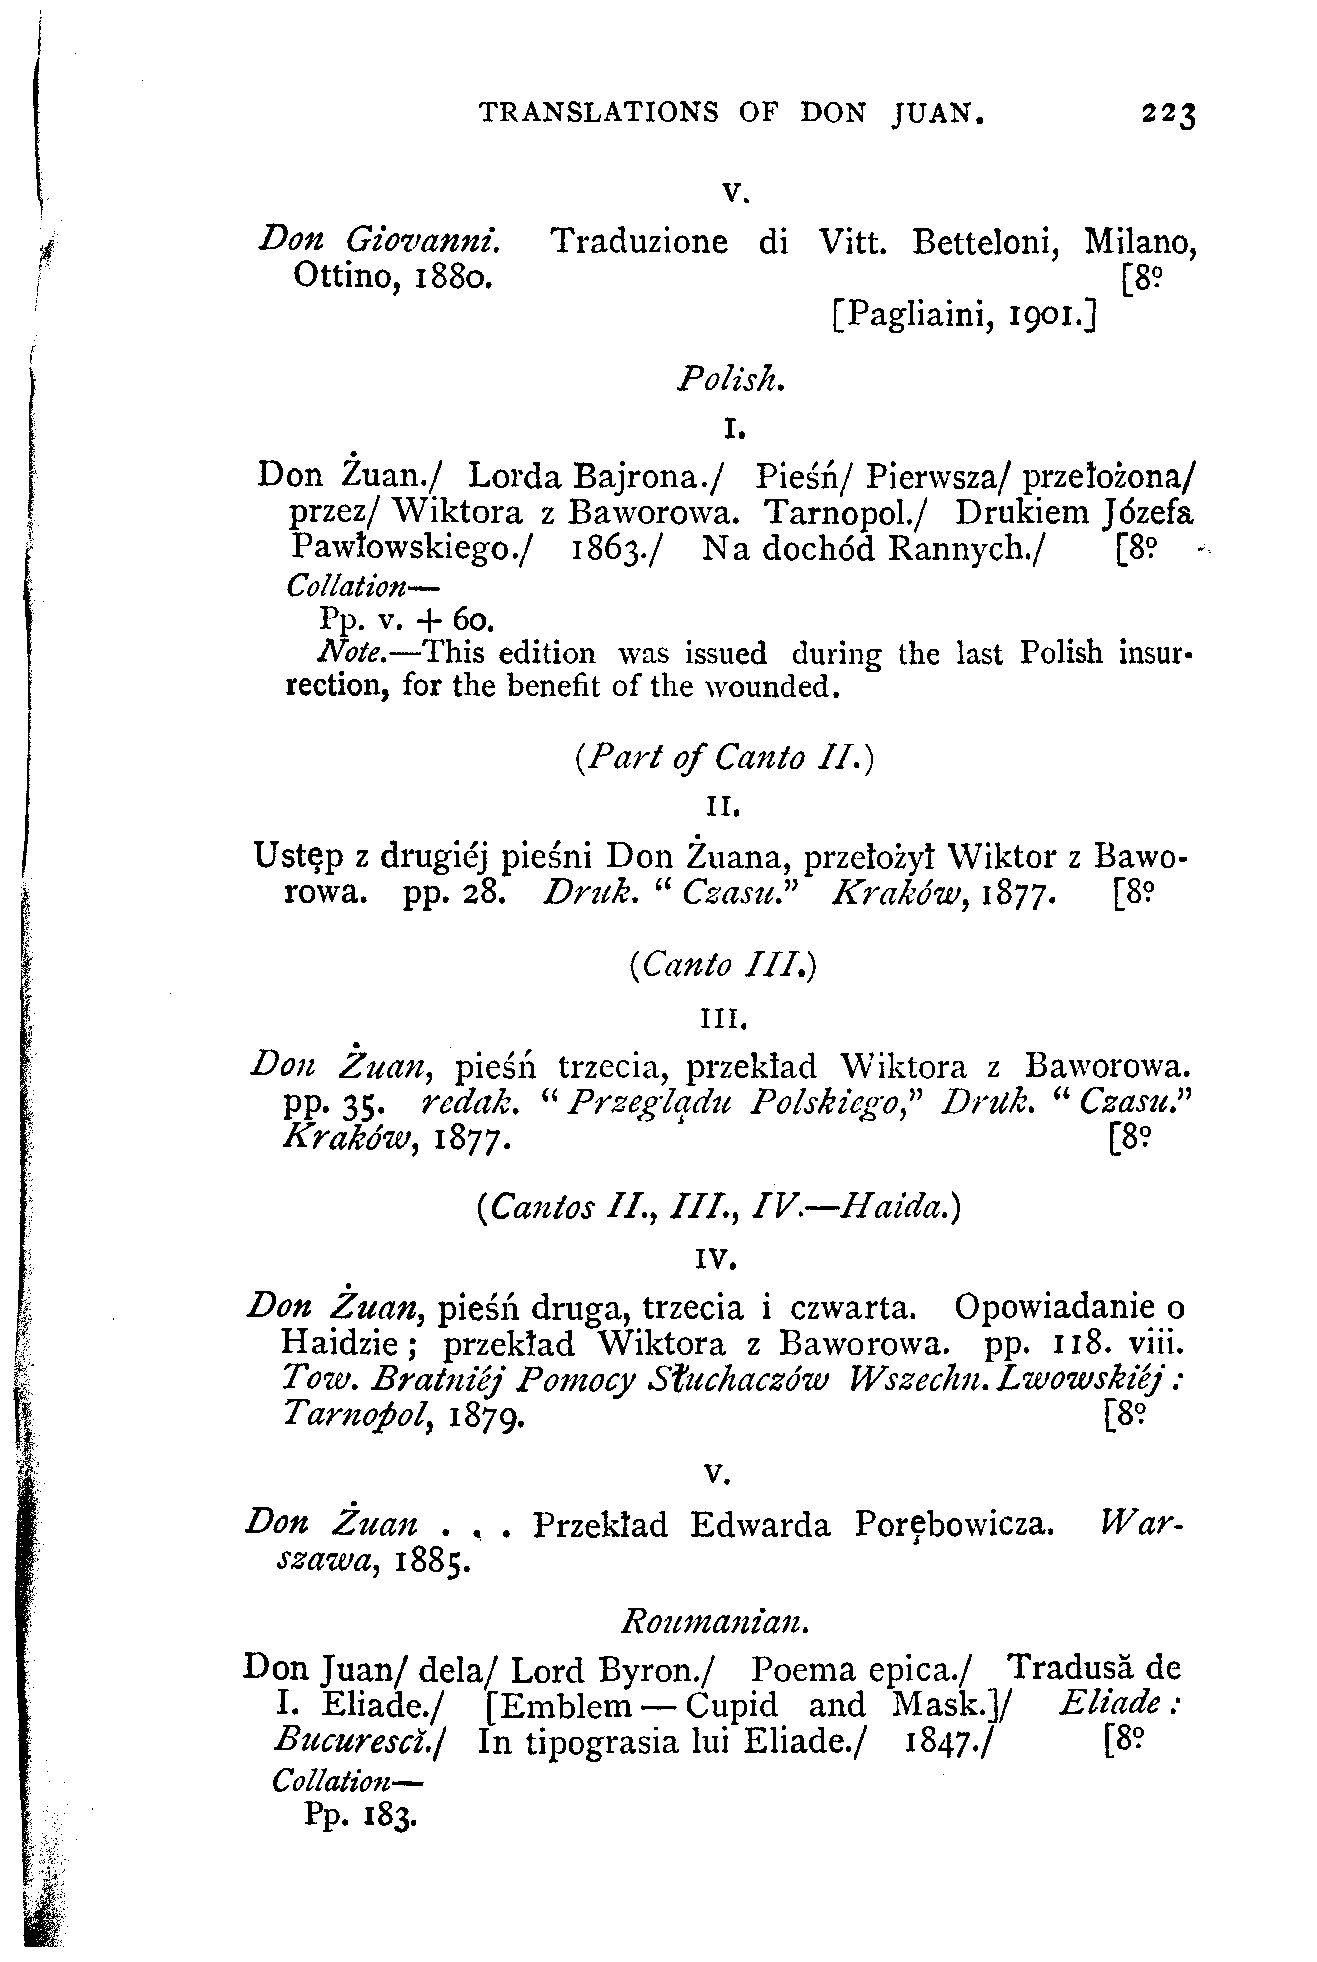 TRANSLATIONS OF DON JUAN. 223
V.
Don Giovanni. Traduzione di Vitt. Betteloni, Milano,
Ottino, 1880. [8º
[Pagliaini, 1901.]
Polish.
I.
Don Żuan./ Lorda Bajrona./ Pieśń/ Pierwsza/ przełożona/
przez/ Wiktora z Baworowa. Tarnopol./ Drukiem Józefa
Pawłowskiego./ 1863./ Na dochód Rannych./ [8º
Collation—
Pp. v. + 60.
Note.—This edition was issued during the last Polish insur-
rection, for the benefit of the wounded.
(Part of Canto II.)
II.
Ustęp z drugiéj pieśni Don Żuana, przełożył Wiktor z Bawo-
rowa. pp. 28. Druk. “ Czasu.” Kraków, 1877. [8º
(Canto III.)
III.
Don Żuan, pieśń trzecia, przekład Wiktora z Baworowa.
pp. 35. redak. “ Przeglądu Polskiego,” Druk. “ Czasu.”
Kraków, 1877. [8º
(Cantos II., III., IV.—Haida.)
IV.
Don Żuan, pieśń druga, trzecia i czwarta. Opowiadanie o
Haidzie ; przekład Wiktora z Baworowa. pp. 118. viii.
Tow. Bratniéj Pomocy Słuchaczów Wszechn. Lwowskiéj :
Tarnopol, 1879. [8º
V.
Don Żuan . . . Przekład Edwarda Porębowicza. War-
szawa, 1885.
Roumanian.
Don Juan/ dela/ Lord Byron./ Poema epica./ Tradusă de
I. Eliade./ [Emblem — Cupid and Mask.]/ Eliade :
Bucurescĭ./ In tipograsia lui Eliade./ 1847./ [8º
Collation—
Pp. 183.